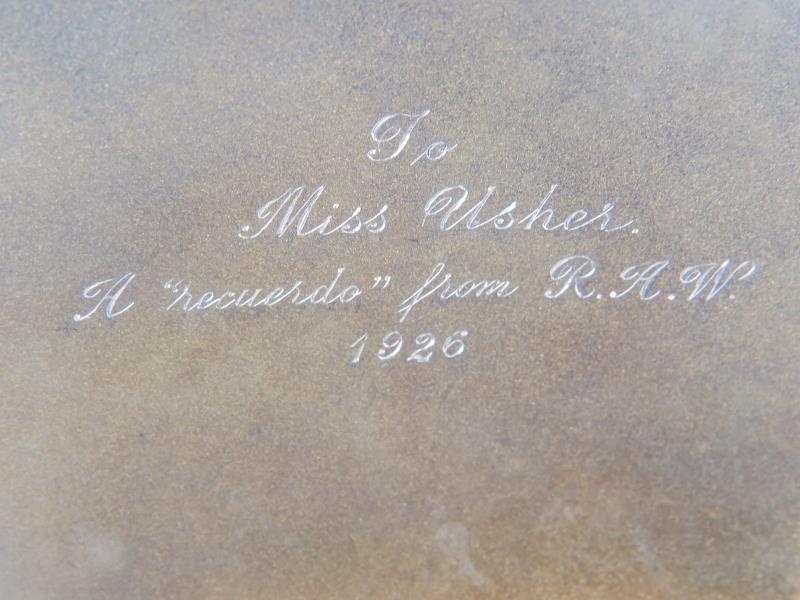 To
Miss Usher.
A "recuerdo" from R.A.W.
1926